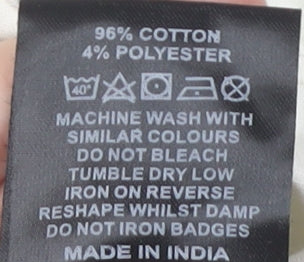 96% COTTON
4% POLYESTER
40°
MACHINE WASH WITH
SIMILAR COLOURS
DO NOT BLEACH
TUMBLE DRY LOW
IRON ON REVERSE
RESHAPE WHILST DAMP
DO NOT IRON BADGES
MADE IN INDIA